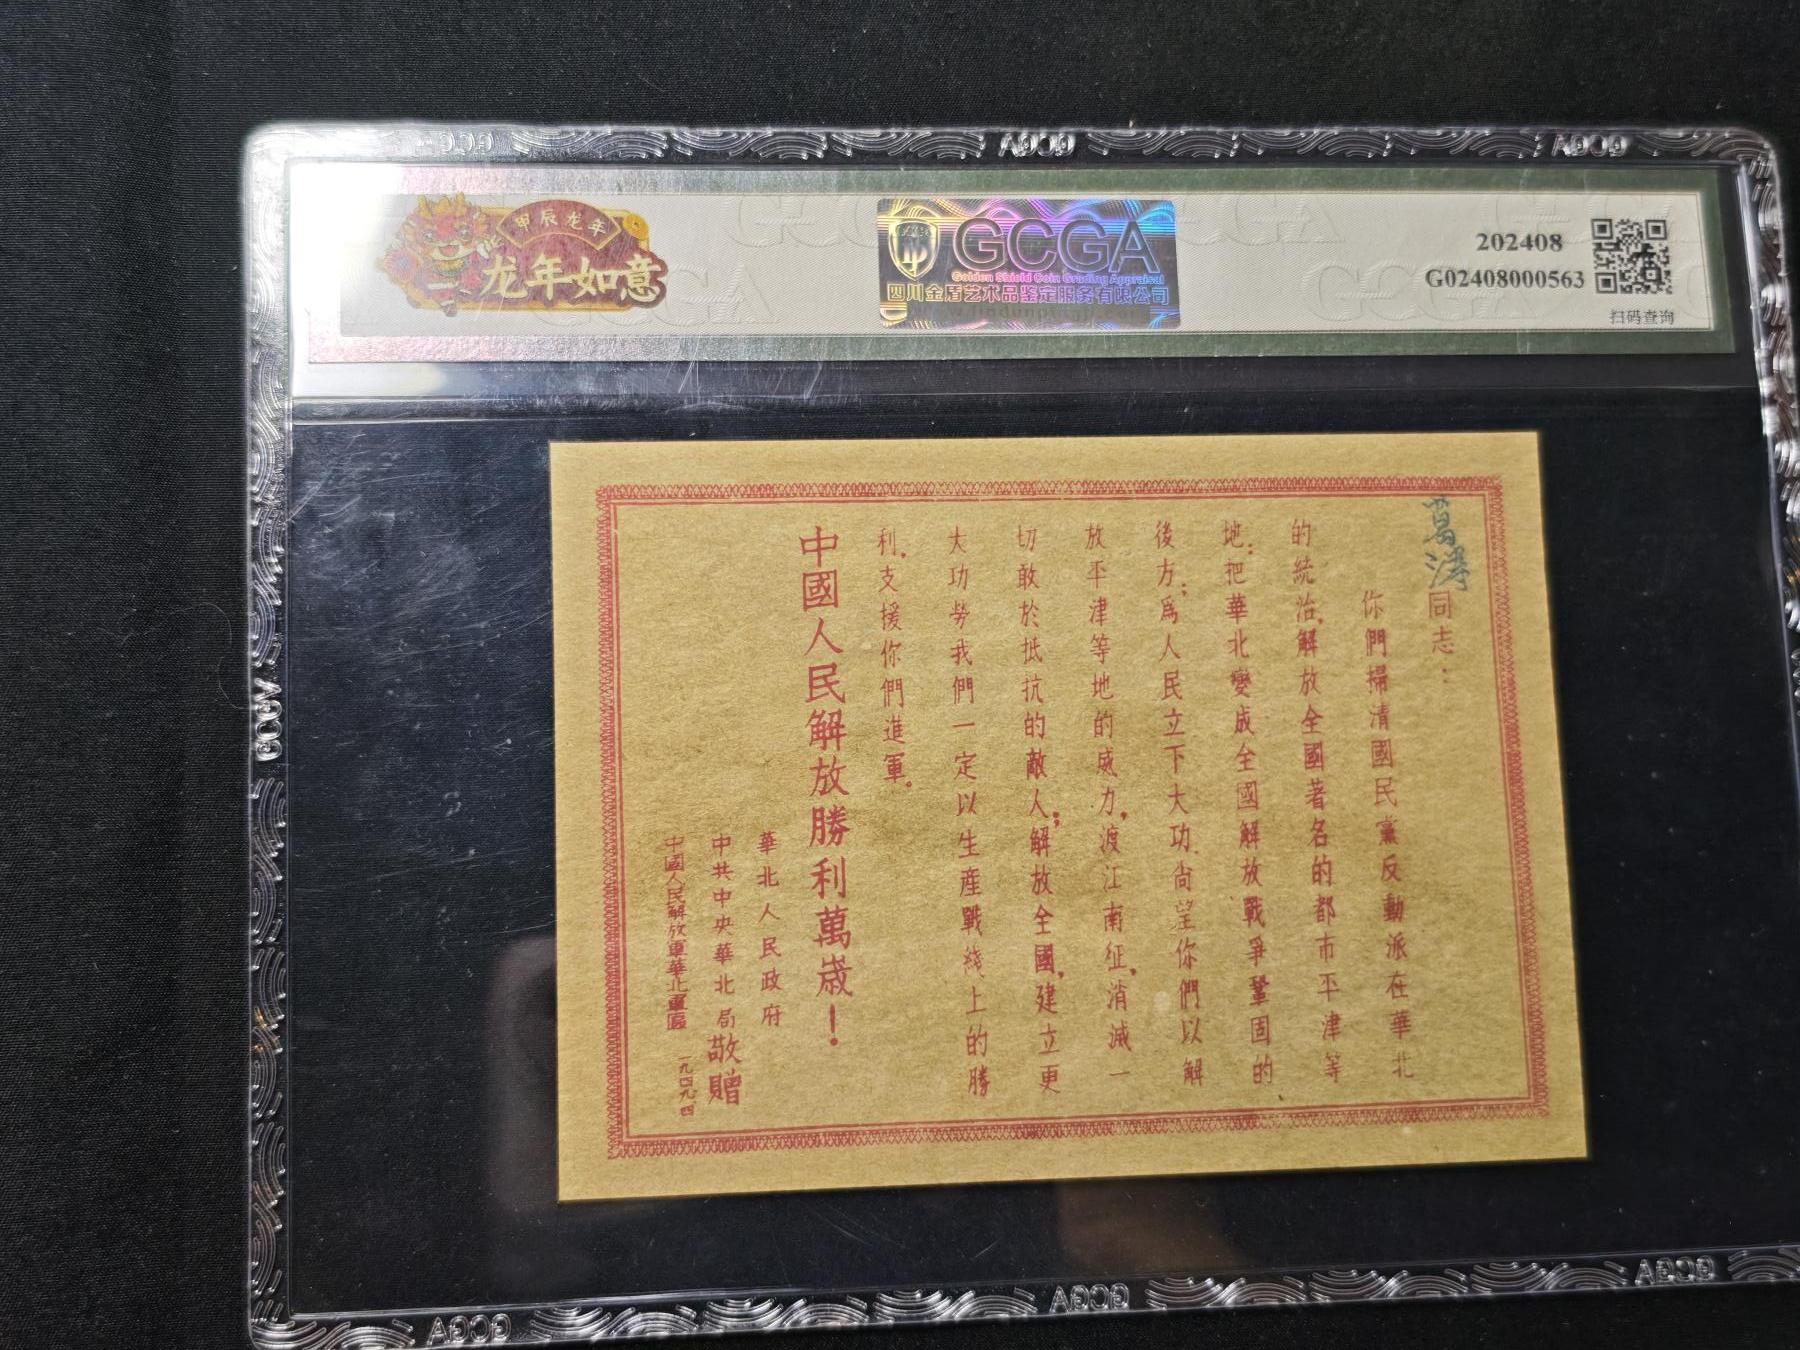 甲辰龙年
龙年如意
GCGA
Golden Shield Coin Grading Appraisal
四川金盾艺术品鉴定服务有限公司
202408
G02408000563
扫码查询
同志：
你們掃清國民黨反動派在華北
的統治，解放全國著名的都市平津等
地；把華北變成全國解放戰爭鞏固的
後方；爲人民立下大功，尚望你們以解
放平津等地的威力，渡江南征，消滅一
切敢於抵抗的敵人；解放全國，建立更
大功勞我們一定以生產戰綫上的勝
利，支援你們進軍。
中國人民解放勝利萬歲！
華北人民政府
中共中央華北局敬贈
中國人民解放軍華北軍區
一九四九．四
GCGA
GCGA
GCGA
GCGA
GCGA
GCGA
GCGA